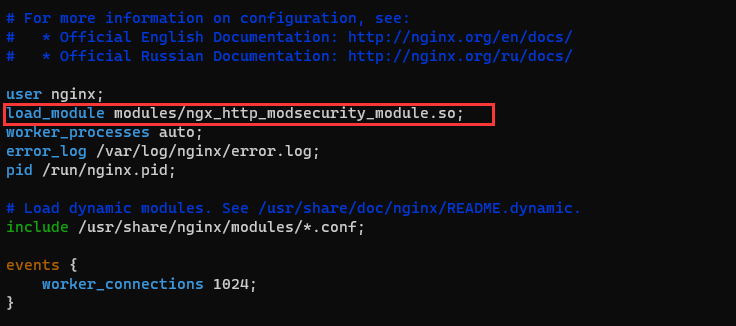 # For more information on configuration, see:
#   * Official English Documentation: http://nginx.org/en/docs/
#   * Official Russian Documentation: http://nginx.org/ru/docs/

user nginx;
load_module modules/ngx_http_modsecurity_module.so;
worker_processes auto;
error_log /var/log/nginx/error.log;
pid /run/nginx.pid;

# Load dynamic modules. See /usr/share/doc/nginx/README.dynamic.
include /usr/share/nginx/modules/*.conf;

events {
    worker_connections 1024;
}